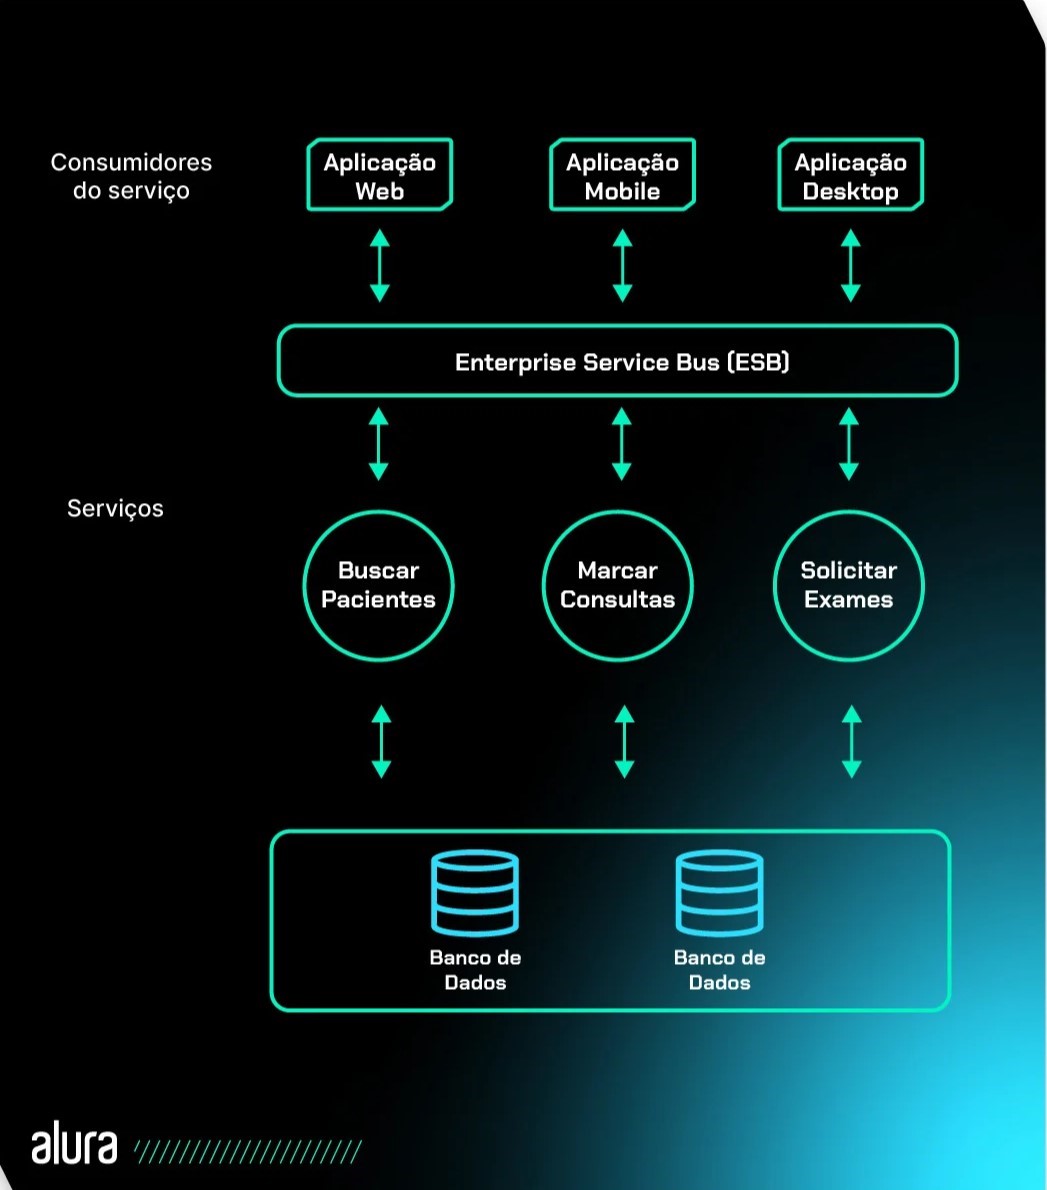 Consumidores
do serviço
Aplicação
Web
Aplicação
Mobile
Aplicação
Desktop
Enterprise Service Bus (ESB)
Serviços
Buscar
Pacientes
Marcar
Consultas
Solicitar
Exames
Banco de
Dados
Banco de
Dados
alura